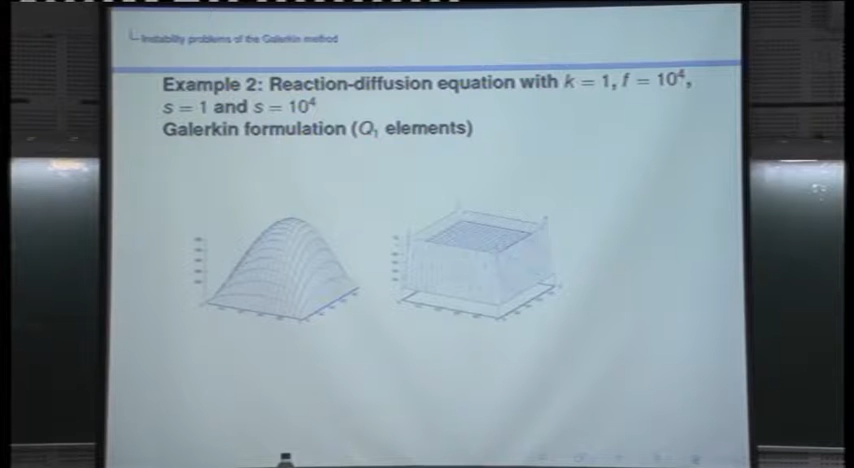 Instability problems of the Galerkin method
Example 2: Reaction-diffusion equation with k = 1, f = 10⁴,
s = 1 and s = 10⁴
Galerkin formulation (Q₁ elements)